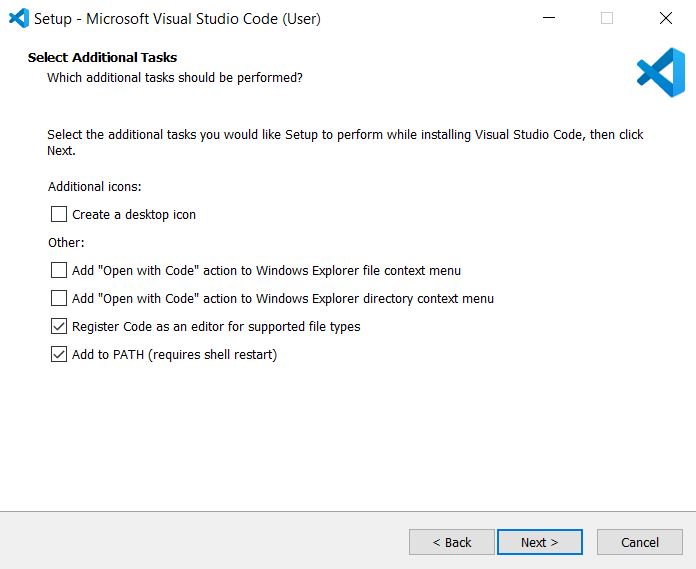 Setup - Microsoft Visual Studio Code (User)
Select Additional Tasks
Which additional tasks should be performed?
Select the additional tasks you would like Setup to perform while installing Visual Studio Code, then click
Next.
Additional icons:
Create a desktop icon
Other:
Add "Open with Code" action to Windows Explorer file context menu
Add "Open with Code" action to Windows Explorer directory context menu
Register Code as an editor for supported file types
Add to PATH (requires shell restart)
< Back Next > Cancel